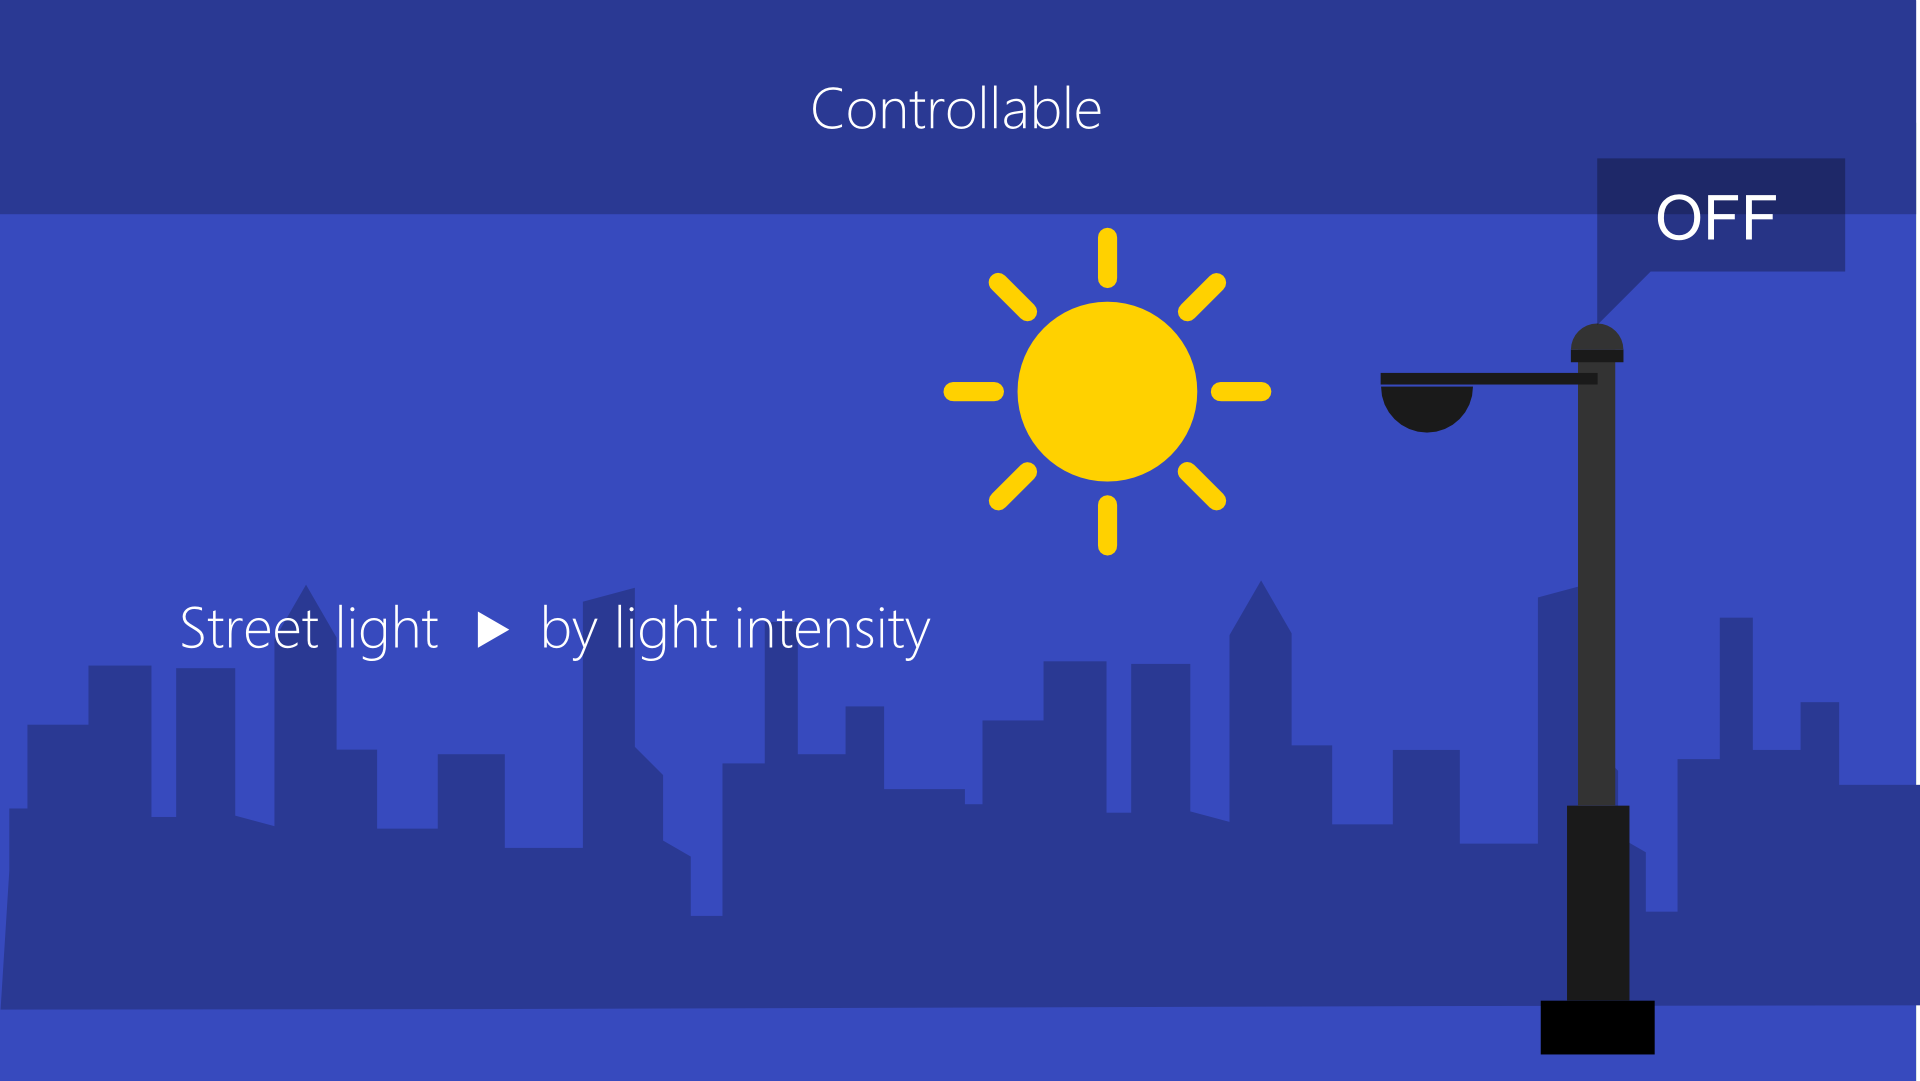 Controllable
OFF
Street light ▶ by light intensity